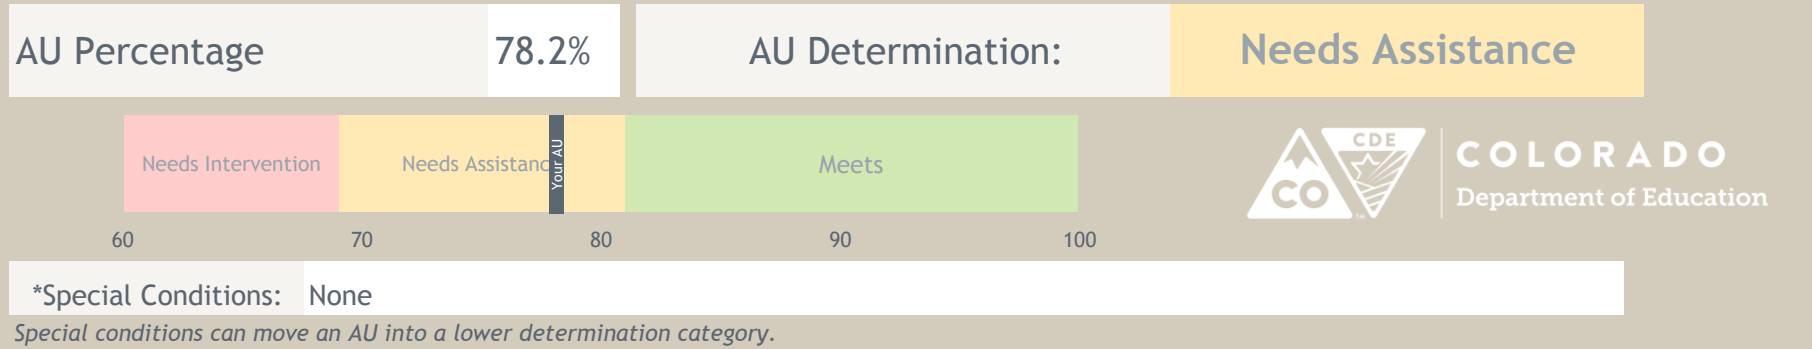 AU Percentage 78.2% AU Determination: Needs Assistance
Needs Intervention Needs Assistanc Your AU Meets
CDE
CO
TM
COLORADO
Department of Education
60 70 80 90 100
*Special Conditions: None
Special conditions can move an AU into a lower determination category.